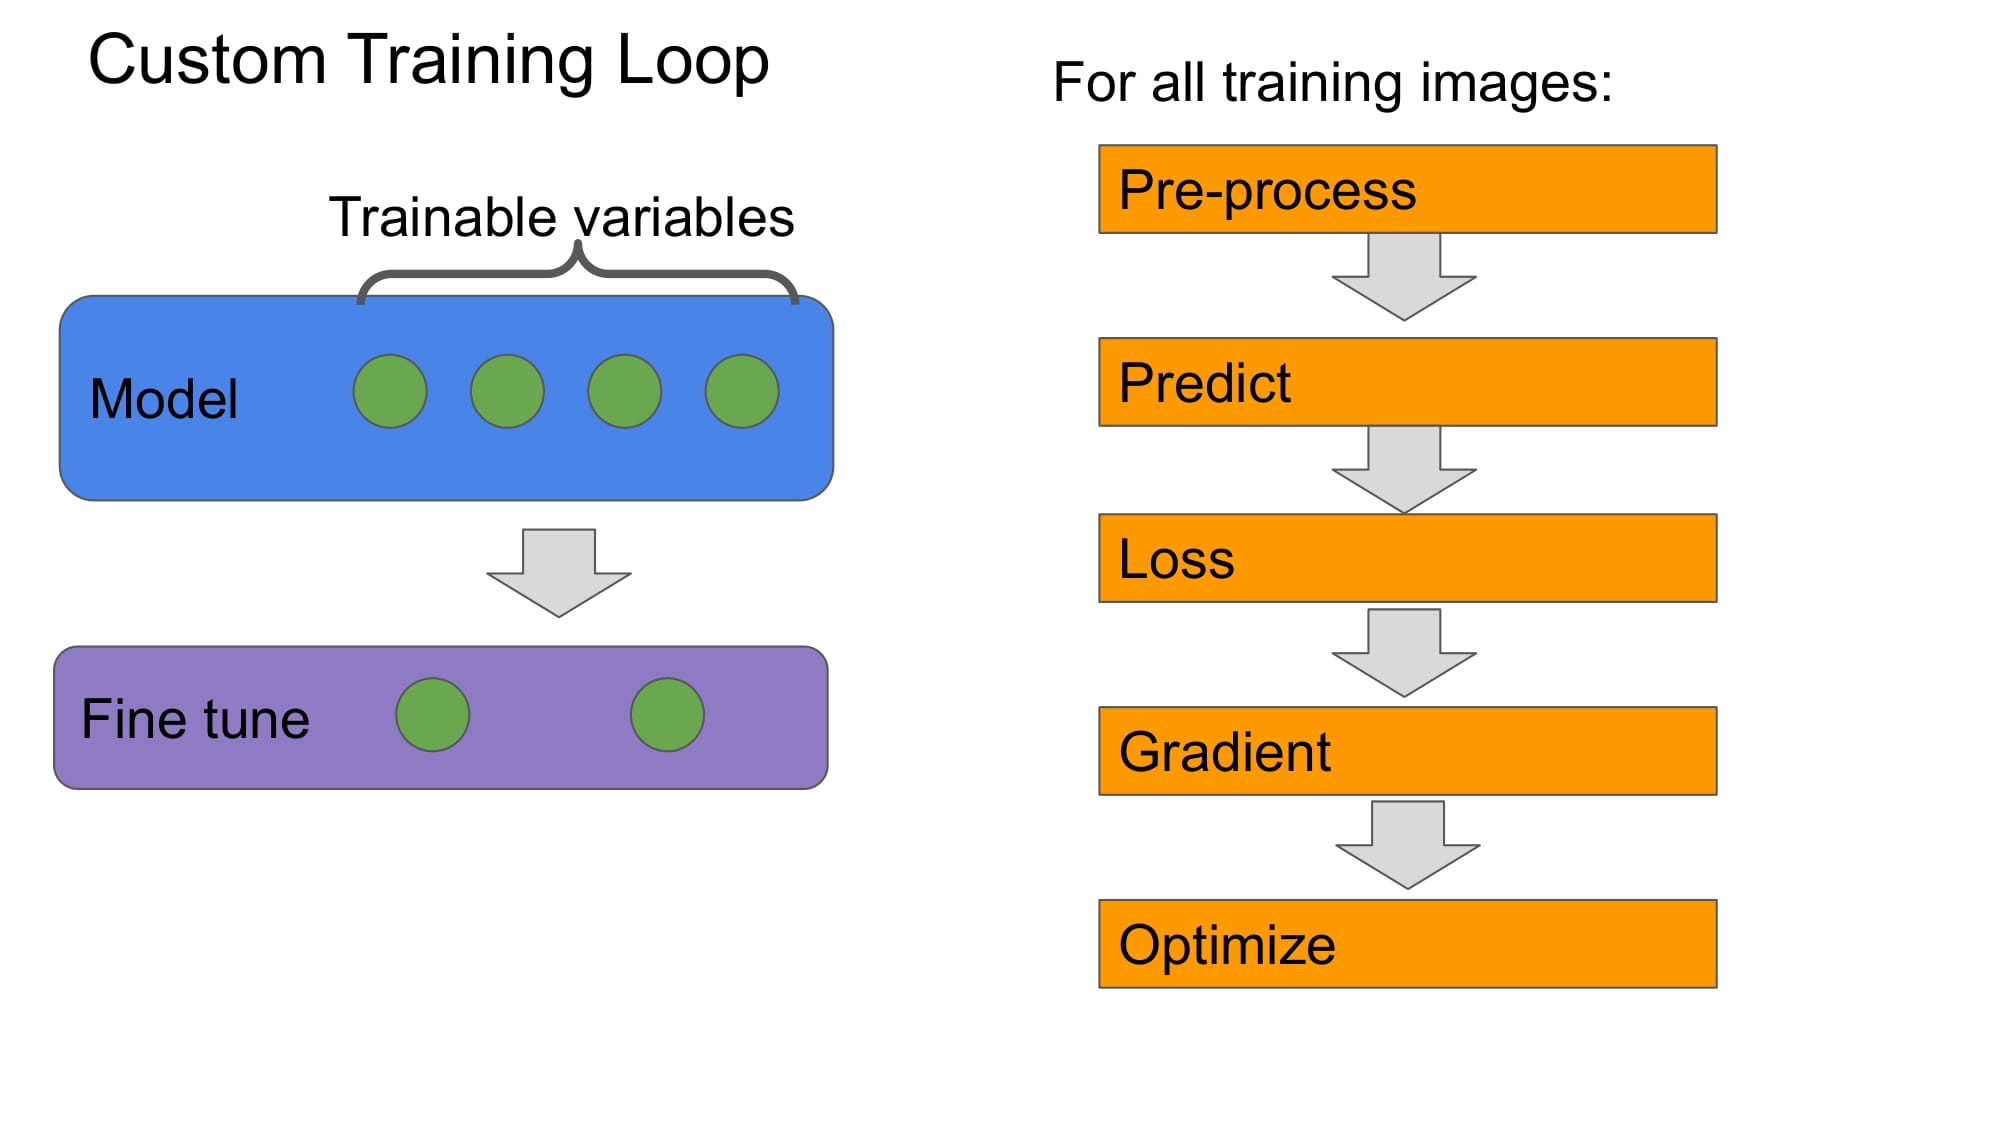 Custom Training Loop
Trainable variables
Model
Fine tune
For all training images:
Pre-process
Predict
Loss
Gradient
Optimize